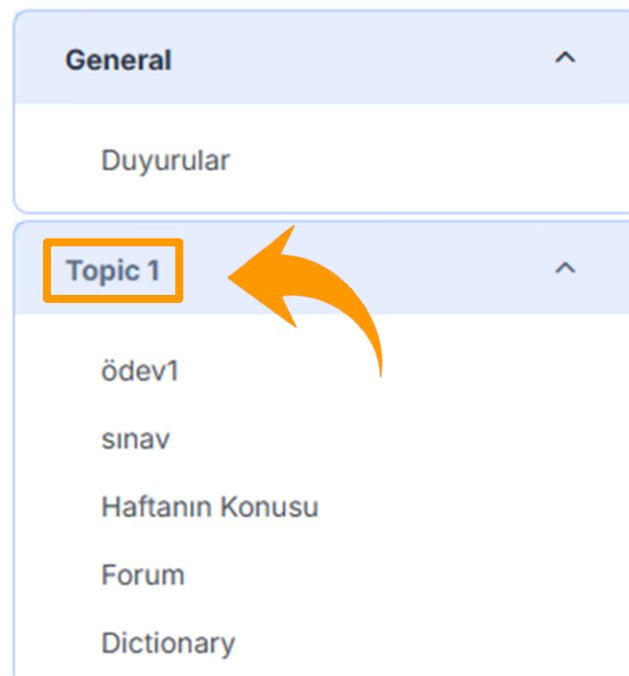 General
Duyurular
Topic 1
ödev1
sınav
Haftanın Konusu
Forum
Dictionary